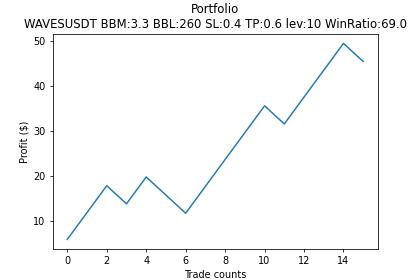 Portfolio
WAVESUSDT BBM:3.3 BBL:260 SL:0.4 TP:0.6 lev:10 WinRatio:69.0
50
40
30
20
10
Profit ($)
0 2 4 6 8 10 12 14
Trade counts